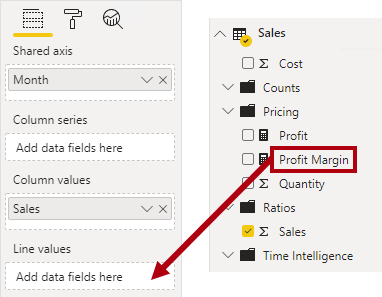 Shared axis
Month
Column series
Add data fields here
Column values
Sales
Line values
Add data fields here
Sales
Cost
Counts
Pricing
Profit
Profit Margin
Quantity
Ratios
Sales
Time Intelligence